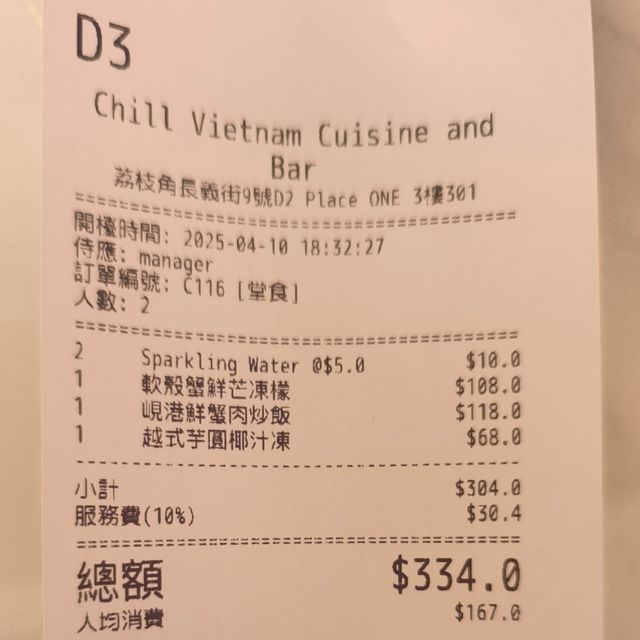 D3
Chill Vietnam Cuisine and
Bar
荔枝角長義街9號D2 Place ONE 3樓301
開檯時間: 2025-04-10 18:32:27
侍應: manager
訂單編號: C116 [堂食]
人數: 2
2 Sparkling Water @$5.0 $10.0
1 軟殼蟹鮮芒凍檬 $108.0
1 峴港鮮蟹肉炒飯 $118.0
1 越式芋圓椰汁凍 $68.0
小計 $304.0
服務費(10%) $30.4
總額 $334.0
人均消費 $167.0